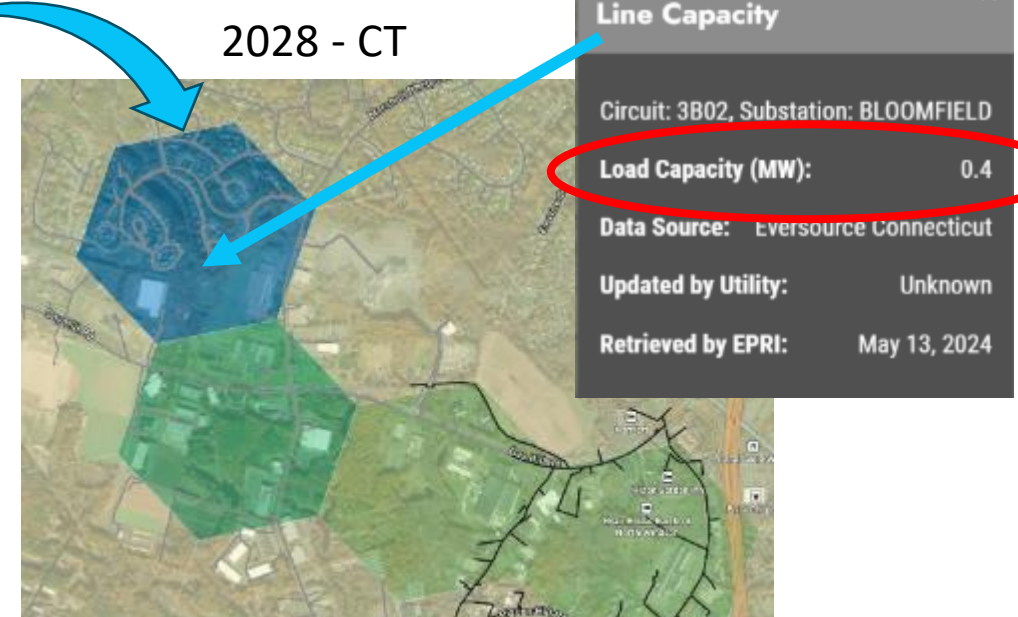 2028 - CT
Line Capacity
Circuit: 3B02, Substation: BLOOMFIELD
Load Capacity (MW): 0.4
Data Source: Eversource Connecticut
Updated by Utility: Unknown
Retrieved by EPRI: May 13, 2024